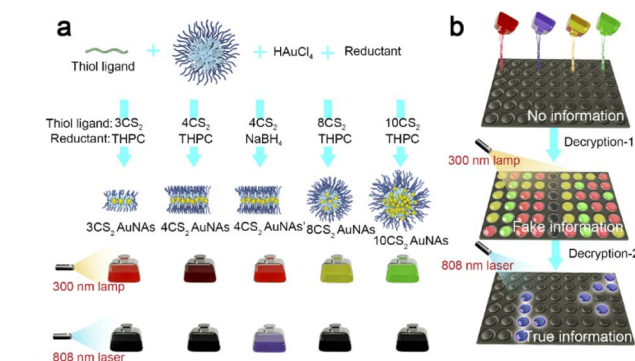 a
Thiol ligand + + HAuCl₄ + Reductant
Thiol ligand: 3CS₂ 4CS₂ 4CS₂ 8CS₂ 10CS₂
Reductant: THPC THPC NaBH₄ THPC THPC
3CS₂ AuNAs 4CS₂ AuNAs 4CS₂ AuNAs' 8CS₂ AuNAs 10CS₂ AuNAs
300 nm lamp
808 nm laser
b
No information
Decryption-1
300 nm lamp
Fake information
Decryption-2
808 nm laser
True information